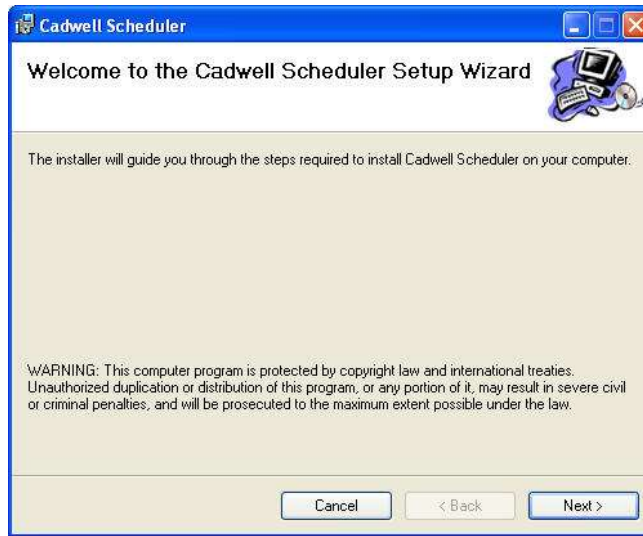 Cadwell Scheduler
Welcome to the Cadwell Scheduler Setup Wizard
The installer will guide you through the steps required to install Cadwell Scheduler on your computer.
WARNING: This computer program is protected by copyright law and international treaties.
Unauthorized duplication or distribution of this program, or any portion of it, may result in severe civil
or criminal penalties, and will be prosecuted to the maximum extent possible under the law.
Cancel < Back Next >